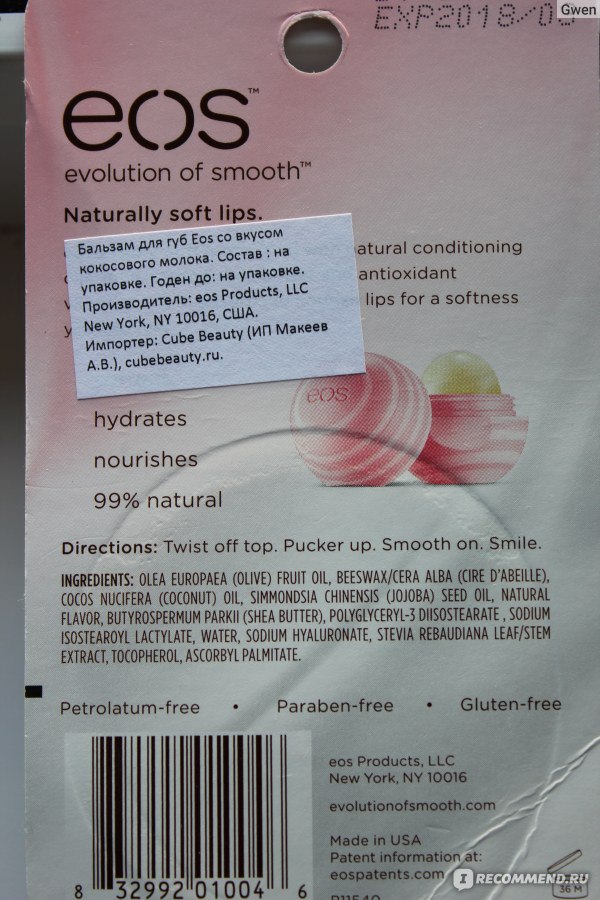 Gwen
EXP2018/0
eos™
evolution of smooth™
Naturally soft lips.
Бальзам для губ Eos со вкусом
кокосового молока. Состав : на
упаковке. Годен до: на упаковке.
Производитель: eos Products, LLC
New York, NY 10016, США.
Импортер: Cube Beauty (ИП Макеев
А.В.), cubebeauty.ru.
atural conditioning
antioxidant
lips for a softness
y
eos
hydrates
nourishes
99% natural
Directions: Twist off top. Pucker up. Smooth on. Smile.
INGREDIENTS: OLEA EUROPAEA (OLIVE) FRUIT OIL, BEESWAX/CERA ALBA (CIRE D'ABEILLE),
COCOS NUCIFERA (COCONUT) OIL, SIMMONDSIA CHINENSIS (JOJOBA) SEED OIL, NATURAL
FLAVOR, BUTYROSPERMUM PARKII (SHEA BUTTER), POLYGLYCERYL-3 DIISOSTEARATE , SODIUM
ISOSTEAROYL LACTYLATE, WATER, SODIUM HYALURONATE, STEVIA REBAUDIANA LEAF/STEM
EXTRACT, TOCOPHEROL, ASCORBYL PALMITATE.
Petrolatum-free • Paraben-free • Gluten-free
eos Products, LLC
New York, NY 10016
evolutionofsmooth.com
Made in USA
Patent information at:
eospatents.com
8 32992 01004 6
36 M
RECOMMEND.RU